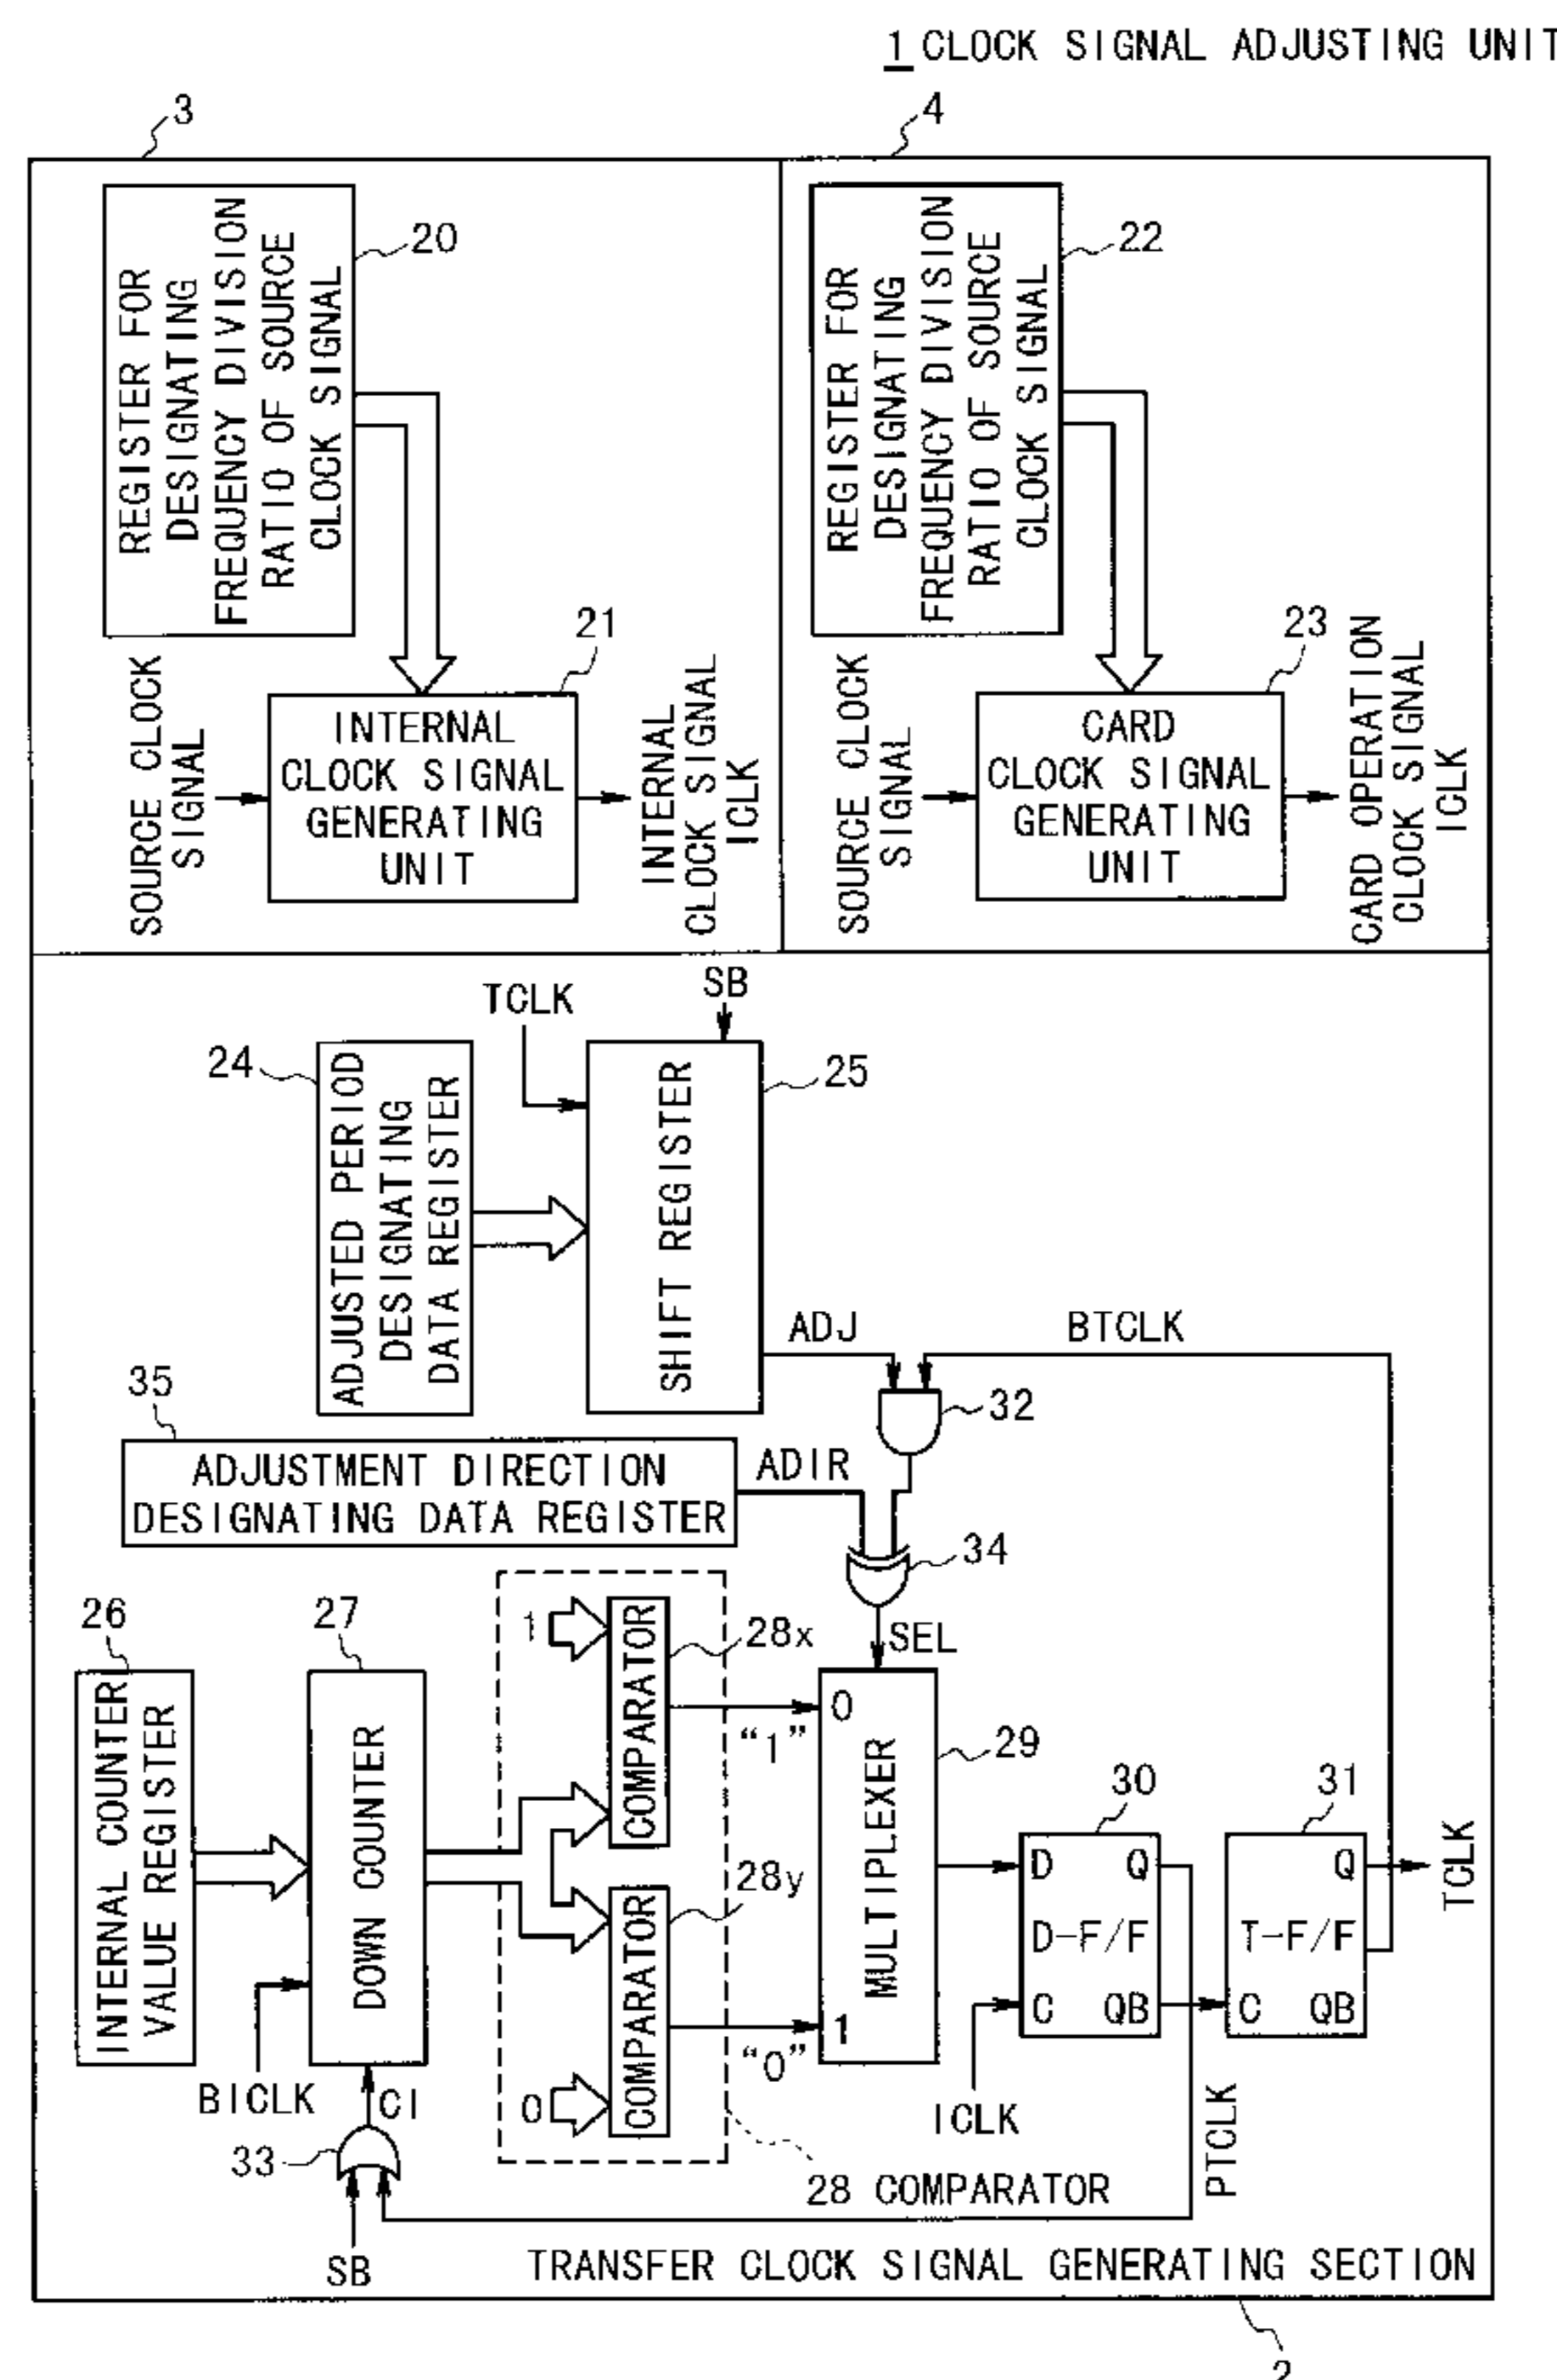 1 CLOCK SIGNAL ADJUSTING UNIT
3
4
REGISTER FOR
DESIGNATING
FREQUENCY DIVISION
RATIO OF SOURCE
CLOCK SIGNAL
20
REGISTER FOR
DESIGNATING
FREQUENCY DIVISION
RATIO OF SOURCE
CLOCK SIGNAL
22
SOURCE CLOCK
SIGNAL
21
INTERNAL
CLOCK SIGNAL
GENERATING
UNIT
INTERNAL
CLOCK SIGNAL
ICLK
SOURCE CLOCK
SIGNAL
23
CARD
CLOCK SIGNAL
GENERATING
UNIT
CARD OPERATION
CLOCK SIGNAL
ICLK
TCLK
SB
24
ADJUSTED PERIOD
DESIGNATING
DATA REGISTER
SHIFT REGISTER
25
ADJ
BTCLK
32
35
ADJUSTMENT DIRECTION
DESIGNATING DATA REGISTER
ADIR
34
SEL
26
INTERNAL COUNTER
VALUE REGISTER
27
DOWN COUNTER
1
COMPARATOR
28x
"1"
28y
COMPARATOR
"0"
0
0
MULTIPLEXER
1
29
30
D Q
D-F/F
C QB
31
Q
T-F/F
C QB
TCLK
BICLK
CI
33
SB
ICLK
PTCLK
28 COMPARATOR
TRANSFER CLOCK SIGNAL GENERATING SECTION
2